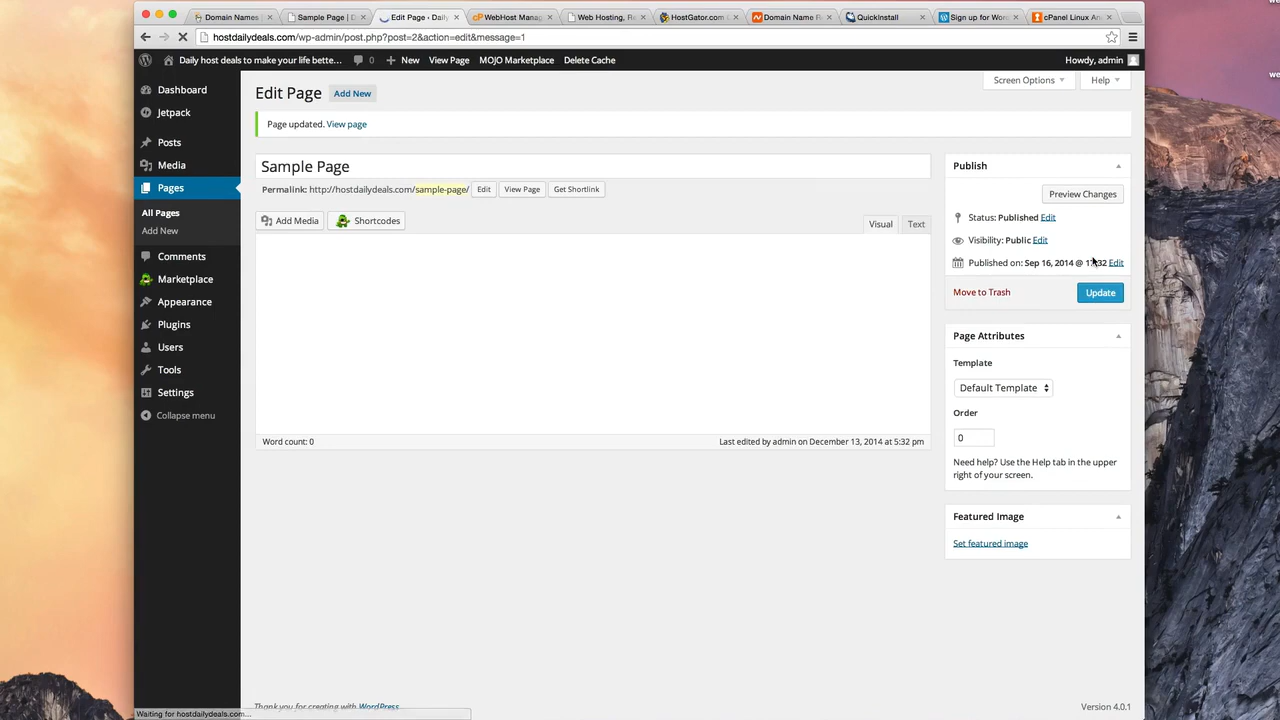 Domain Names |
Sample Page | D
Edit Page ‹ Daily
WebHost Manag
Web Hosting, Re
HostGator.com L
Domain Name Re
QuickInstall
Sign up for Word
cPanel Linux An
hostdailydeals.com/wp-admin/post.php?post=2&action=edit&message=1
Daily host deals to make your life bette... 0 New View Page MOJO Marketplace Delete Cache Howdy, admin
Dashboard
Jetpack
Posts
Media
Pages
All Pages
Add New
Comments
Marketplace
Appearance
Plugins
Users
Tools
Settings
Collapse menu
Screen Options Help
Edit Page Add New
Page updated. View page
Sample Page
Permalink: http://hostdailydeals.com/sample-page/ Edit View Page Get Shortlink
Add Media Shortcodes
Visual Text
Word count: 0 Last edited by admin on December 13, 2014 at 5:32 pm
Publish
Preview Changes
Status: Published Edit
Visibility: Public Edit
Published on: Sep 16, 2014 @ Edit
Move to Trash Update
Page Attributes
Template
Default Template
Order
0
Need help? Use the Help tab in the upper
right of your screen.
Featured Image
Set featured image
Thank you for creating with WordPress.
Version 4.0.1
Waiting for hostdailydeals.com...